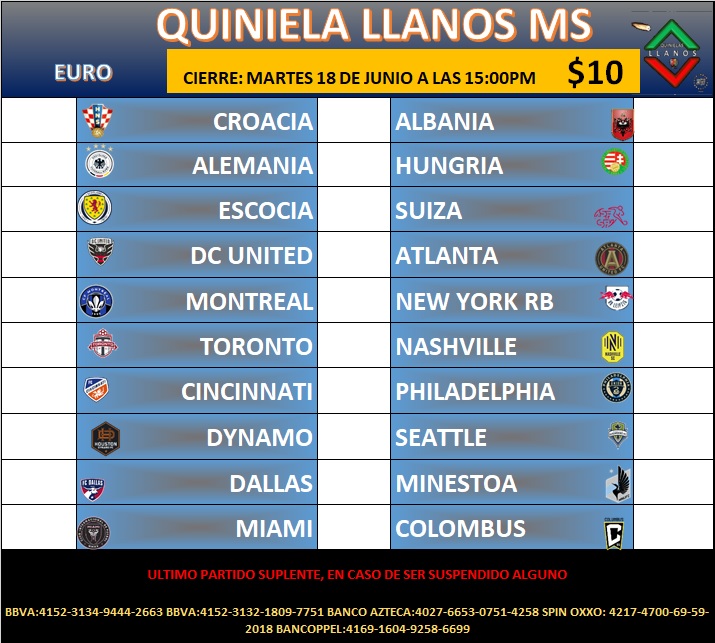 QUINIELA LLANOS MS
EURO
CIERRE: MARTES 18 DE JUNIO A LAS 15:00PM $10
QUINIELAS
LLANOS
MS
CROACIA ALBANIA
ALEMANIA HUNGRIA
ESCOCIA SUIZA
DC UNITED ATLANTA
MONTREAL NEW YORK RB
TORONTO NASHVILLE
CINCINNATI PHILADELPHIA
DYNAMO SEATTLE
DALLAS MINESTOA
MIAMI COLOMBUS
ULTIMO PARTIDO SUPLENTE, EN CASO DE SER SUSPENDIDO ALGUNO
BBVA:4152-3134-9444-2663 BBVA:4152-3132-1809-7751 BANCO AZTECA:4027-6653-0751-4258 SPIN OXXO: 4217-4700-69-59-
2018 BANCOPPEL:4169-1604-9258-6699